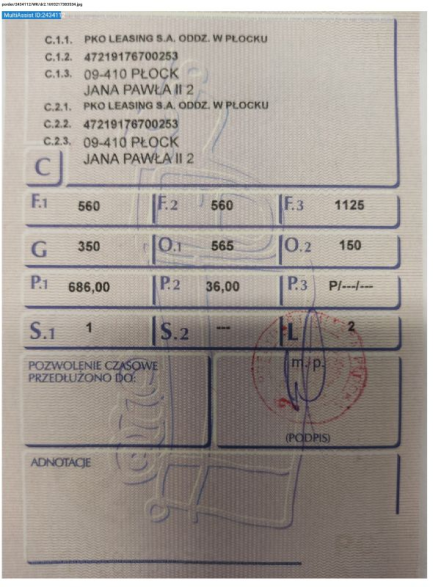 MultiAssist ID:2434112
C.1.1. PKO LEASING S.A. ODDZ. W PŁOCKU
C.1.2. 47219176700253
C.1.3. 09-410 PŁOCK
JANA PAWŁA II 2
C.2.1. PKO LEASING S.A. ODDZ. W PŁOCKU
C.2.2. 47219176700253
C.2.3. 09-410 PŁOCK
JANA PAWŁA II 2
C
F.1 560 F.2 560 F.3 1125
G 350 O.1 565 O.2 150
P.1 686,00 P.2 36,00 P.3 P/---/---
S.1 1 S.2 --- L 2
POZWOLENIE CZASOWE
PRZEDŁUŻONO DO:
m.p.
(PODPIS)
ADNOTACJE